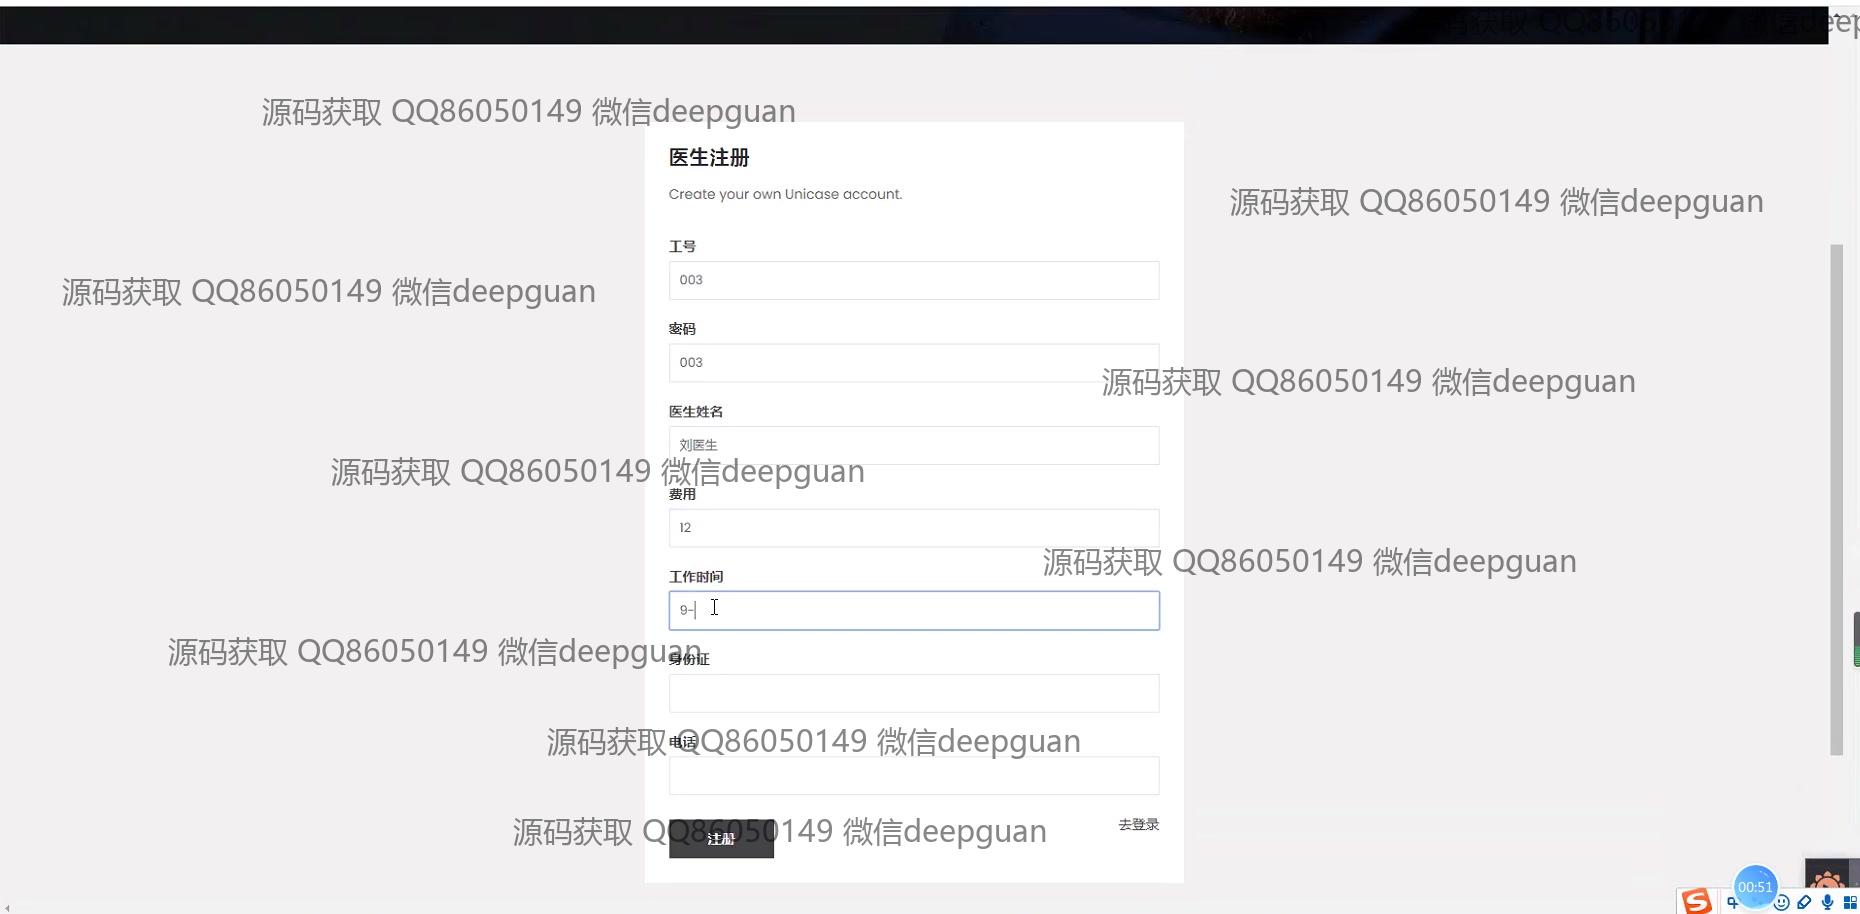 源码获取 QQ86050149 微信deepguan
医生注册
Create your own Unicase account.
源码获取 QQ86050149 微信deepguan
工号
003
源码获取 QQ86050149 微信deepguan
密码
003
源码获取 QQ86050149 微信deepguan
医生姓名
刘医生
源码获取 QQ86050149 微信deepguan
费用
12
源码获取 QQ86050149 微信deepguan
工作时间
9-
源码获取 QQ86050149 微信deepguan
身份证
源码获取 QQ86050149 微信deepguan
电话
源码获取 QQ86050149 微信deepguan
注册
去登录
00:51